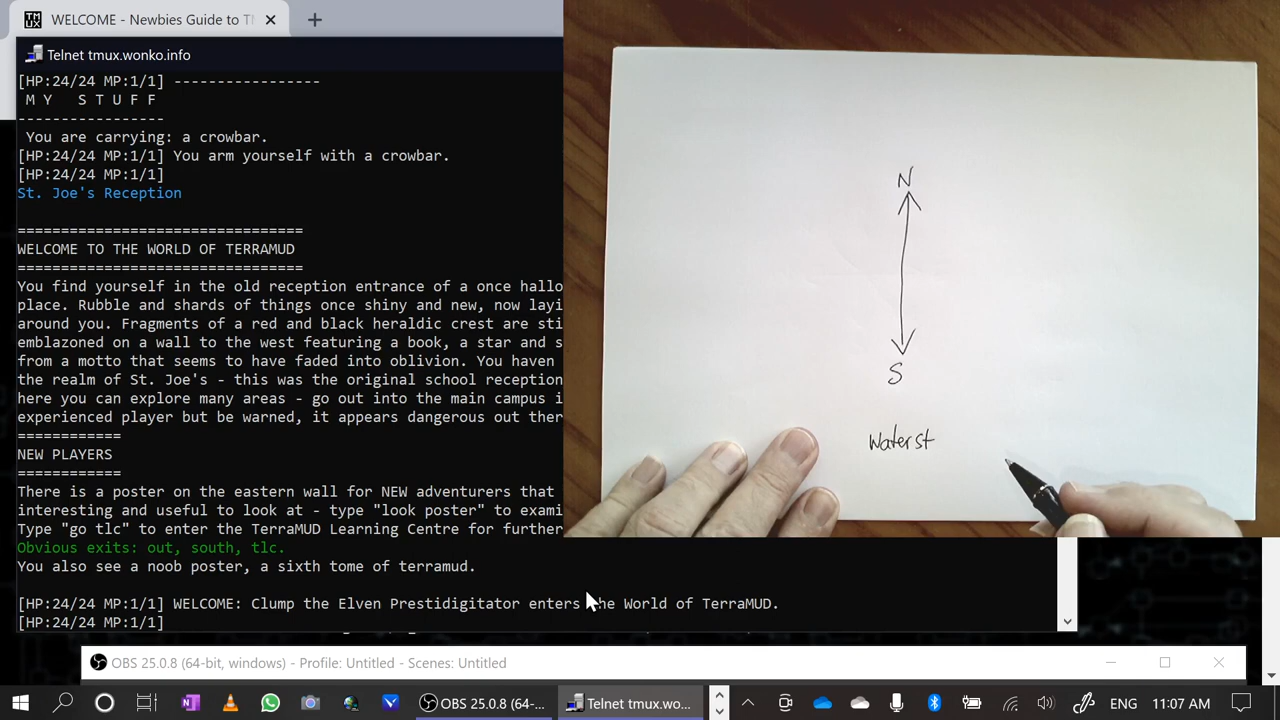 WELCOME - Newbies Guide to T
Telnet tmux.wonko.info
[HP:24/24 MP:1/1] -----------------
M Y   S T U F F
-----------------
You are carrying: a crowbar.
[HP:24/24 MP:1/1] You arm yourself with a crowbar.
[HP:24/24 MP:1/1]
St. Joe's Reception
=================================
WELCOME TO THE WORLD OF TERRAMUD
=================================
You find yourself in the old reception entrance of a once hallo
place. Rubble and shards of things once shiny and new, now layi
around you. Fragments of a red and black heraldic crest are sti
emblazoned on a wall to the west featuring a book, a star and s
from a motto that seems to have faded into oblivion. You haven
the realm of St. Joe's - this was the original school reception
here you can explore many areas - go out into the main campus i
experienced player but be warned, it appears dangerous out ther
============
NEW PLAYERS
============
There is a poster on the eastern wall for NEW adventurers that
interesting and useful to look at - type "look poster" to exami
Type "go tlc" to enter the TerraMUD Learning Centre for further
Obvious exits: out, south, tlc.
You also see a noob poster, a sixth tome of terramud.
[HP:24/24 MP:1/1] WELCOME: Clump the Elven Prestidigitator enters the World of TerraMUD.
[HP:24/24 MP:1/1]
N
S
Water st
OBS 25.0.8 (64-bit, windows) - Profile: Untitled - Scenes: Untitled
OBS 25.0.8 (64-bit, ...
Telnet tmux.wo...
ENG
11:07 AM